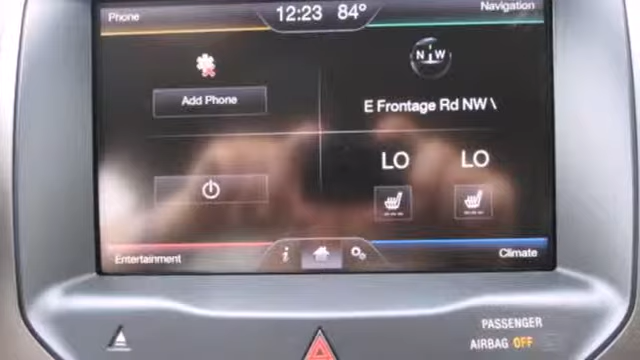 Phone
12:23 84°
Navigation
N W
Add Phone
E Frontage Rd NW \
LO LO
Entertainment
i
Climate
PASSENGER
AIRBAG OFF